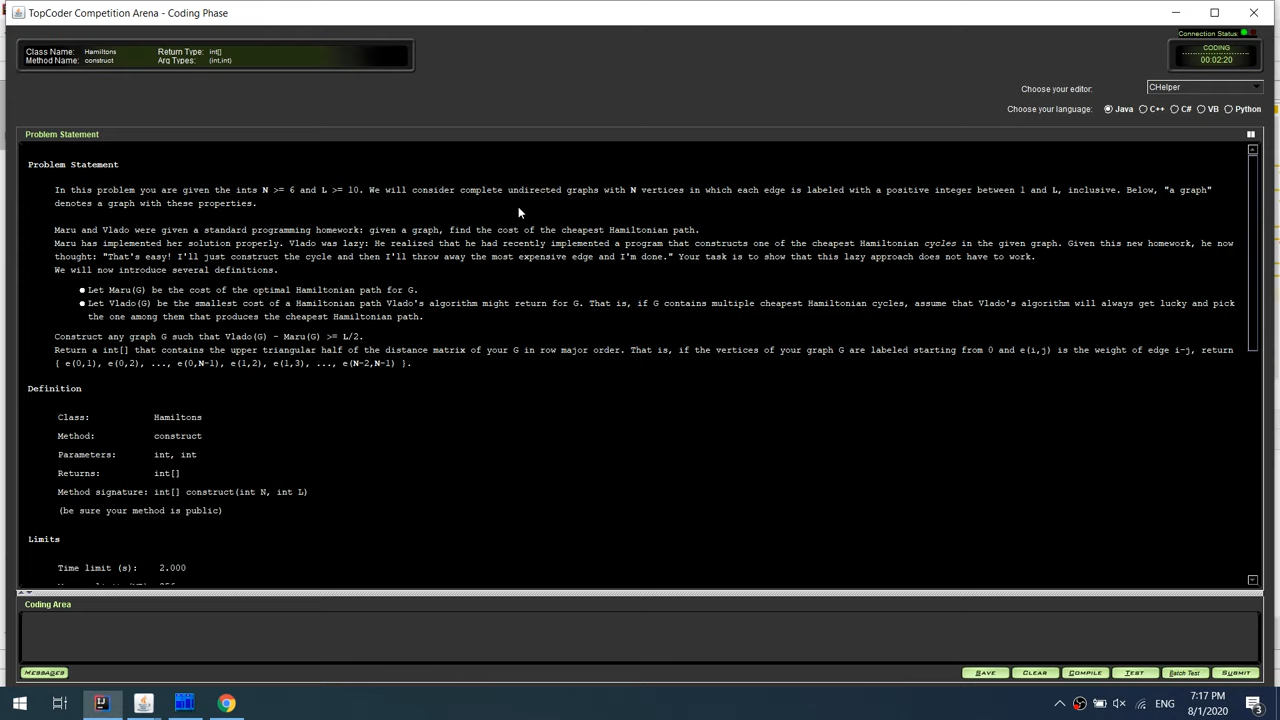 TopCoder Competition Arena - Coding Phase
Connection Status:
Class Name: Hamiltons Return Type: int[]
Method Name: construct Arg Types: (int,int)
CODING
00:02:20
Choose your editor: CHelper
Choose your language: Java C++ C# VB Python
Problem Statement
Problem Statement
In this problem you are given the ints N >= 6 and L >= 10. We will consider complete undirected graphs with N vertices in which each edge is labeled with a positive integer between 1 and L, inclusive. Below, "a graph"
denotes a graph with these properties.
Maru and Vlado were given a standard programming homework: given a graph, find the cost of the cheapest Hamiltonian path.
Maru has implemented her solution properly. Vlado was lazy: He realized that he had recently implemented a program that constructs one of the cheapest Hamiltonian cycles in the given graph. Given this new homework, he now
thought: "That's easy! I'll just construct the cycle and then I'll throw away the most expensive edge and I'm done." Your task is to show that this lazy approach does not have to work.
We will now introduce several definitions.
● Let Maru(G) be the cost of the optimal Hamiltonian path for G.
● Let Vlado(G) be the smallest cost of a Hamiltonian path Vlado's algorithm might return for G. That is, if G contains multiple cheapest Hamiltonian cycles, assume that Vlado's algorithm will always get lucky and pick
the one among them that produces the cheapest Hamiltonian path.
Construct any graph G such that Vlado(G) - Maru(G) >= L/2.
Return a int[] that contains the upper triangular half of the distance matrix of your G in row major order. That is, if the vertices of your graph G are labeled starting from 0 and e(i,j) is the weight of edge i-j, return
{ e(0,1), e(0,2), ..., e(0,N-1), e(1,2), e(1,3), ..., e(N-2,N-1) }.
Definition
Class: Hamiltons
Method: construct
Parameters: int, int
Returns: int[]
Method signature: int[] construct(int N, int L)
(be sure your method is public)
Limits
Time limit (s): 2.000
Coding Area
MESSAGES SAVE CLEAR COMPILE TEST Batch Test SUBMIT
ENG
7:17 PM
8/1/2020
3